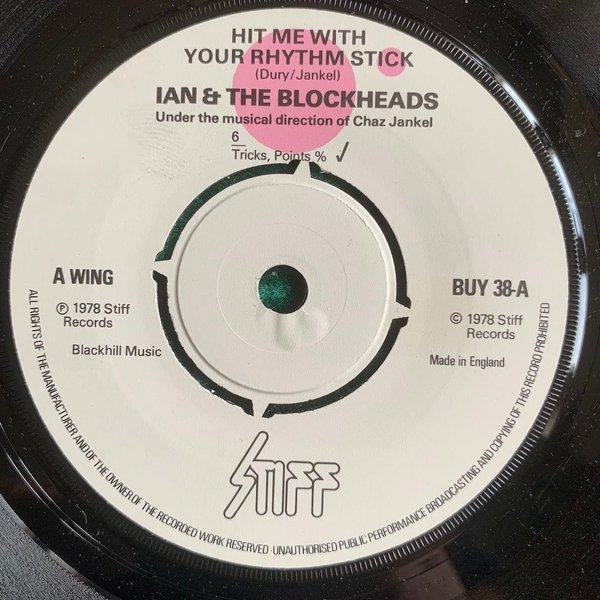 HIT ME WITH
YOUR RHYTHM STICK
(Dury/Jankel)
IAN & THE BLOCKHEADS
Under the musical direction of Chaz Jankel
6
Tricks, Points % ✓
A WING
℗ 1978 Stiff
Records
Blackhill Music
BUY 38-A
© 1978 Stiff
Records
Made in England
STIFF
ALL RIGHTS OF THE MANUFACTURER AND OF THE OWNER OF THE RECORDED WORK RESERVED · UNAUTHORISED PUBLIC PERFORMANCE BROADCASTING AND COPYING OF THIS RECORD PROHIBITED